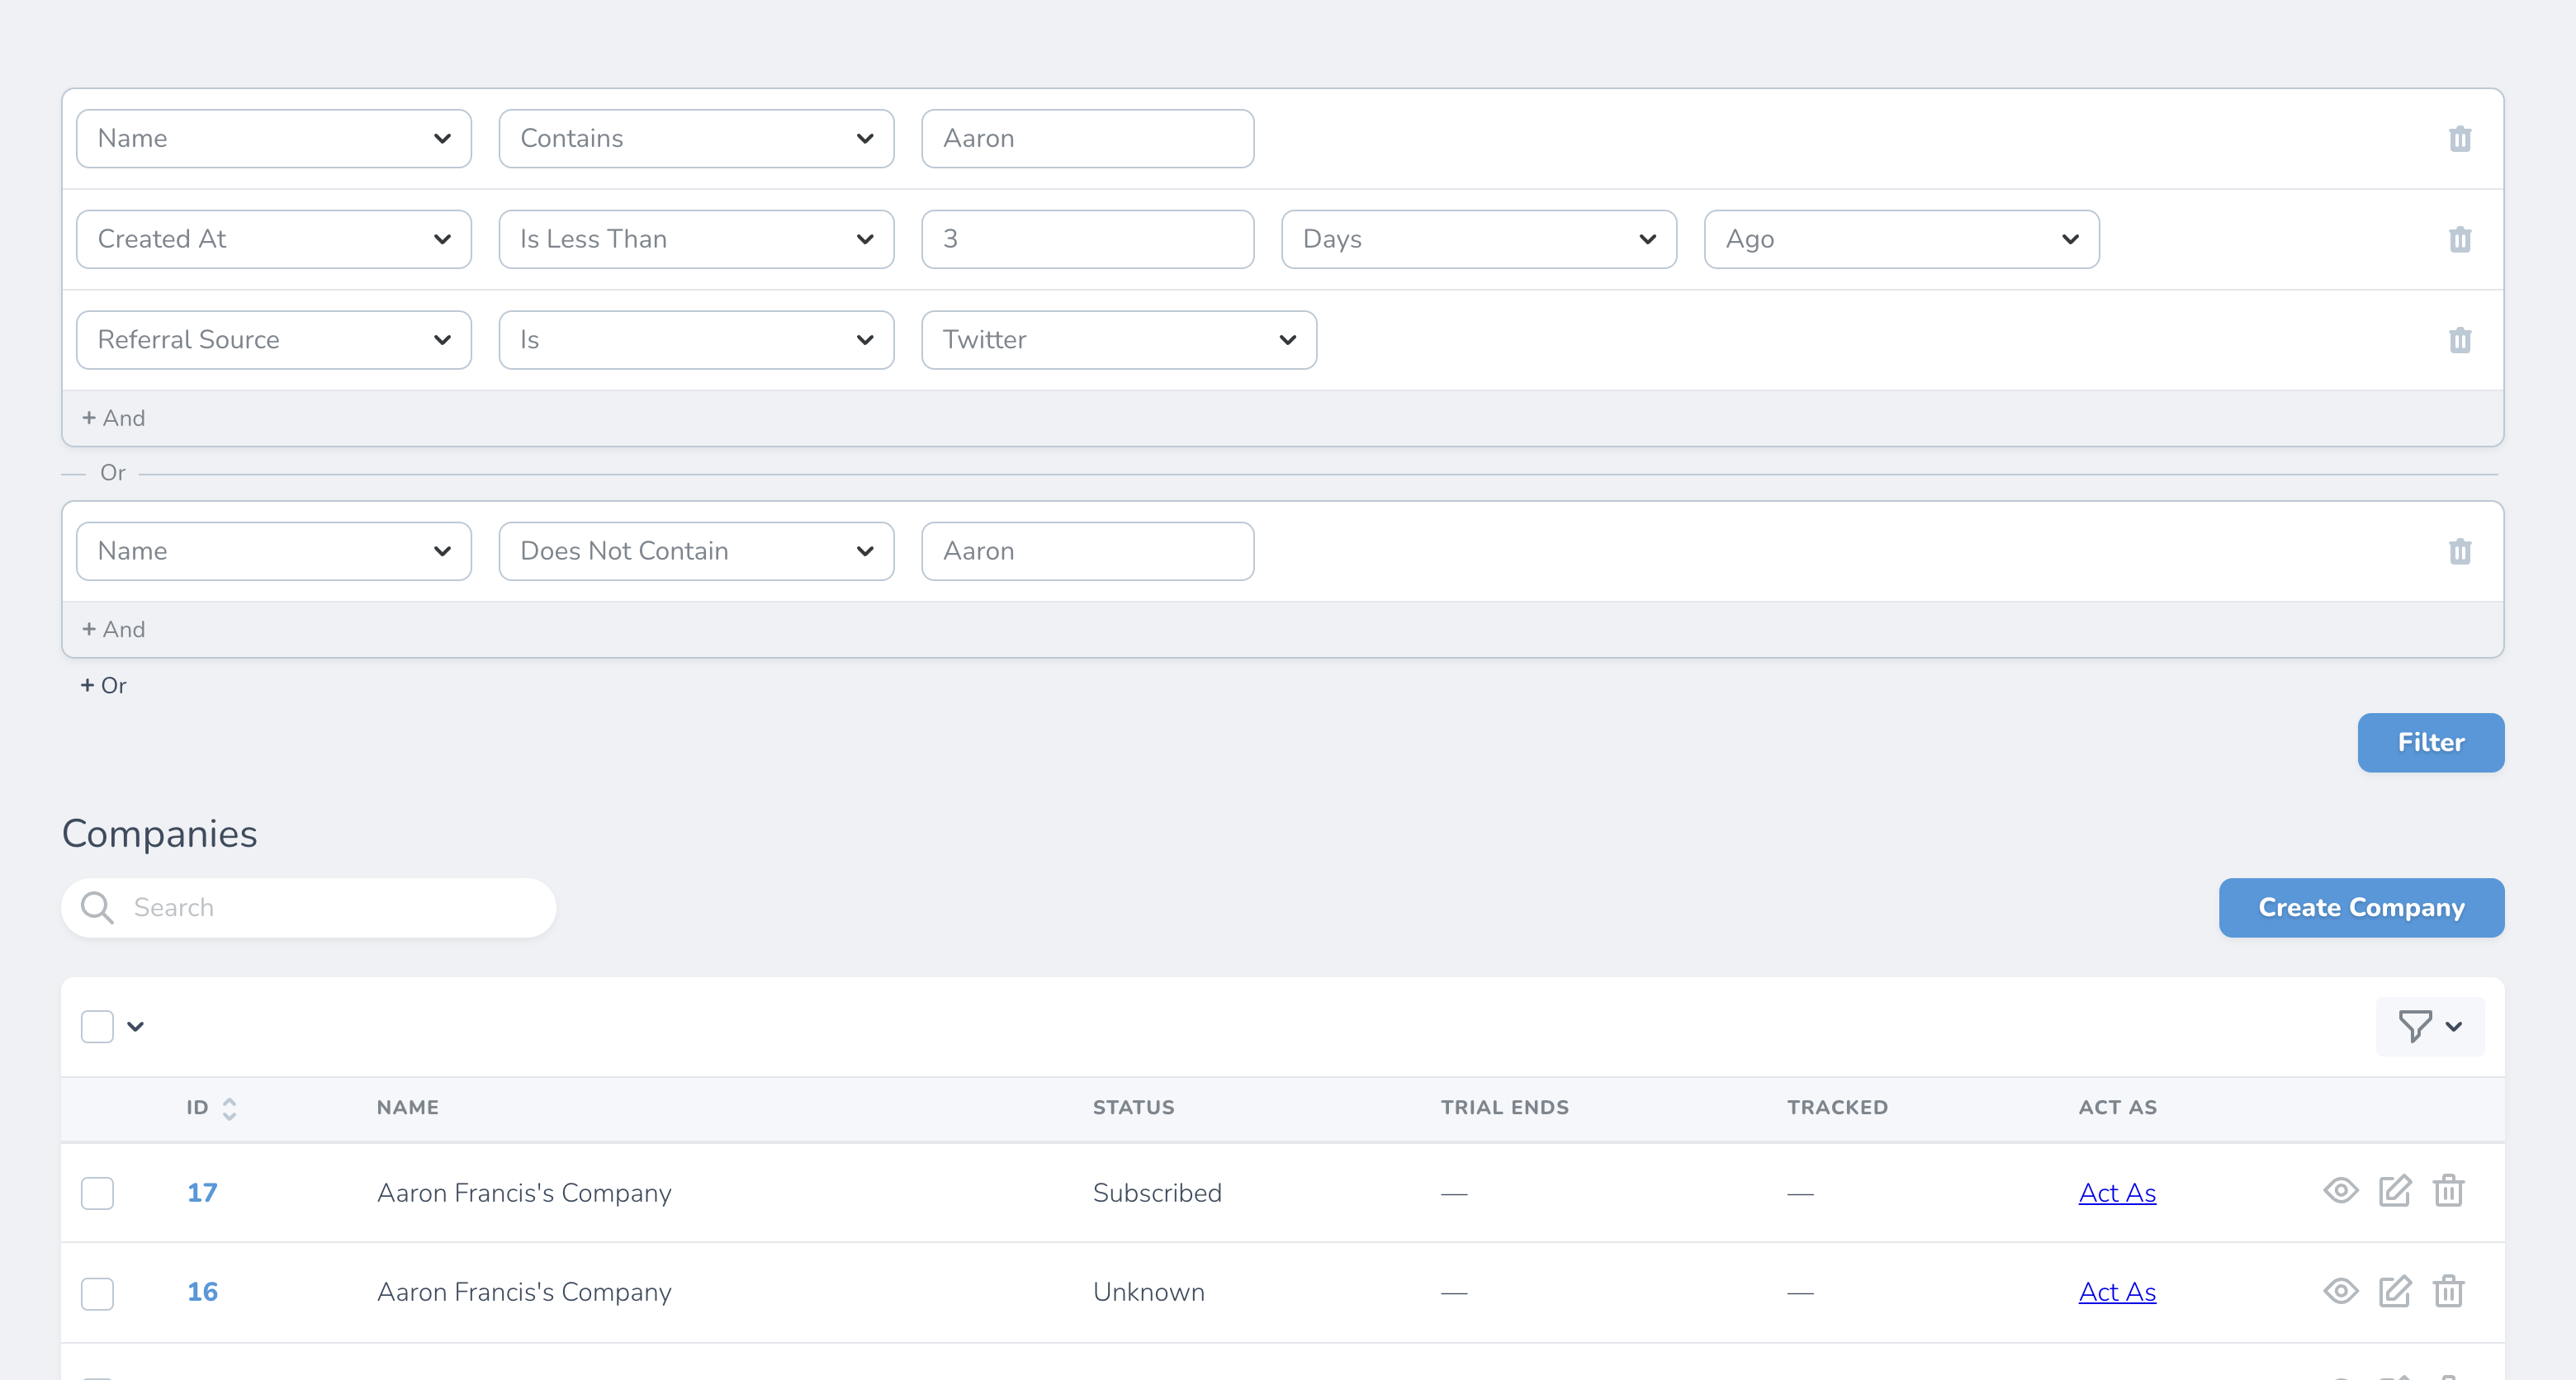 Name Contains Aaron
Created At Is Less Than 3 Days Ago
Referral Source Is Twitter
+ And
Or
Name Does Not Contain Aaron
+ And
+ Or
Filter
Companies
Search Create Company
ID NAME STATUS TRIAL ENDS TRACKED ACT AS
17 Aaron Francis's Company Subscribed — — Act As
16 Aaron Francis's Company Unknown — — Act As